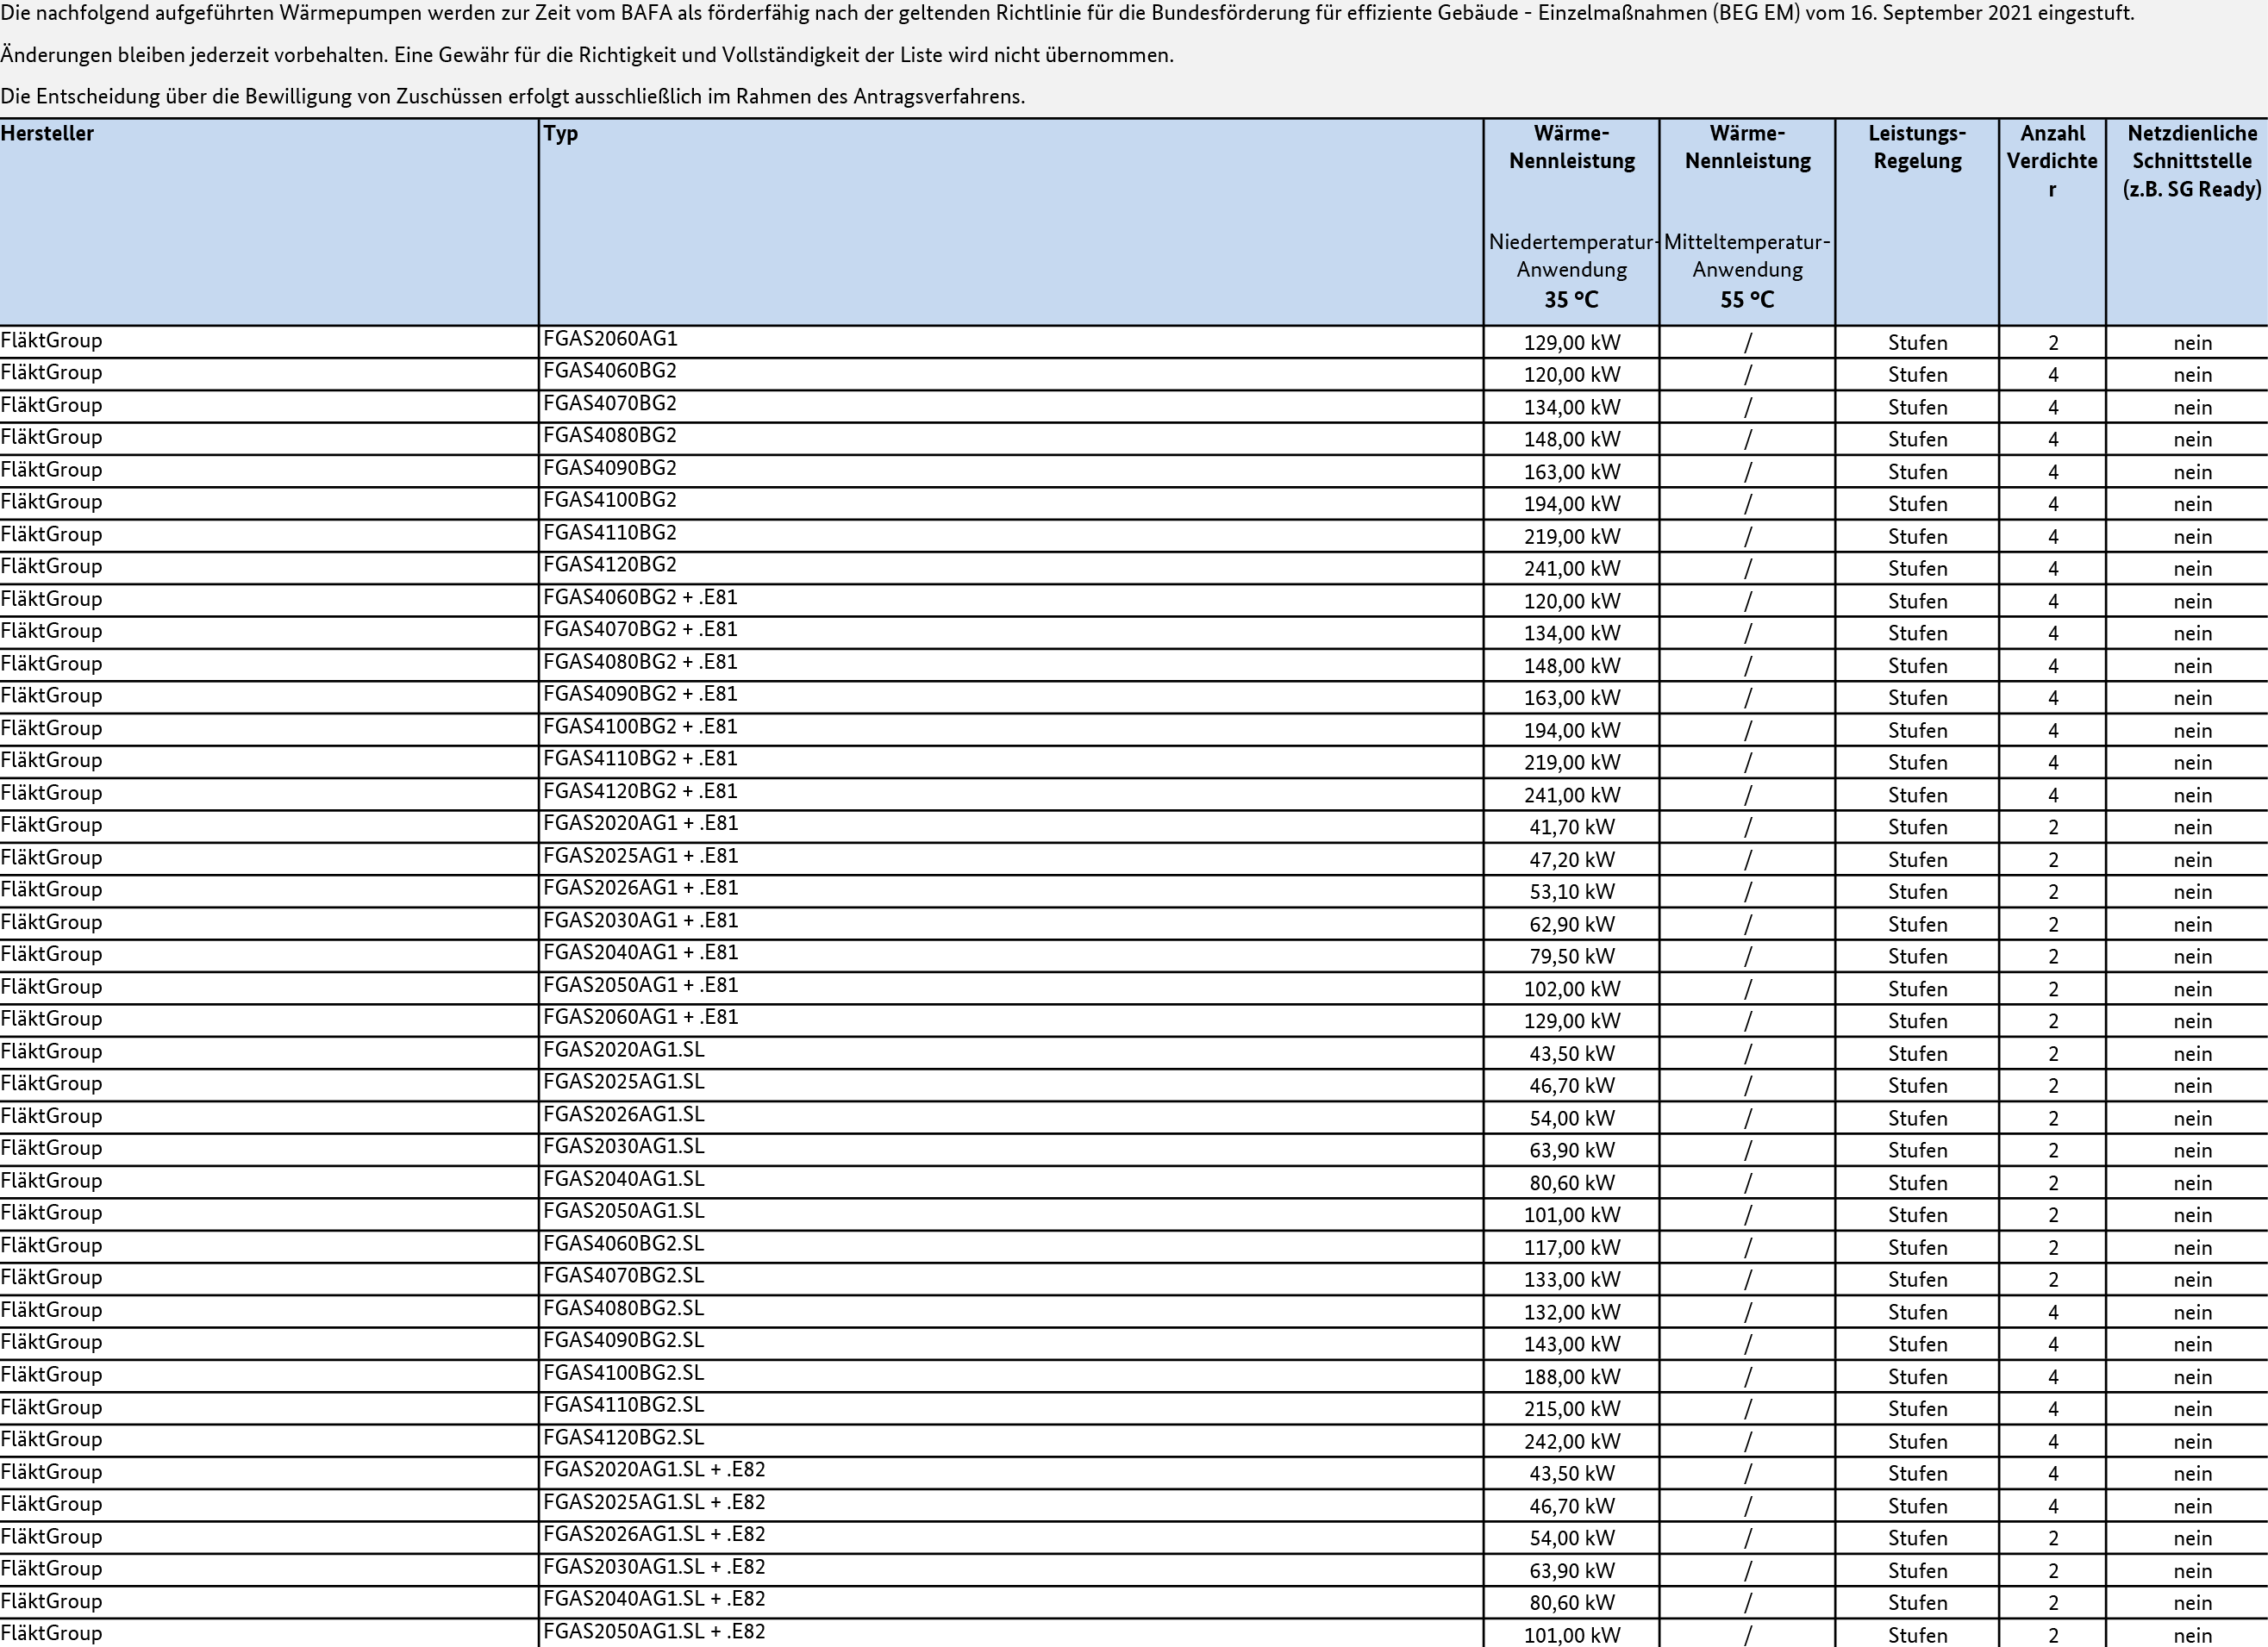 Die nachfolgend aufgeführten Wärmepumpen werden zur Zeit vom BAFA als förderfähig nach der geltenden Richtlinie für die Bundesförderung für effiziente Gebäude - Einzelmaßnahmen (BEG EM) vom 16. September 2021 eingestuft.
Änderungen bleiben jederzeit vorbehalten. Eine Gewähr für die Richtigkeit und Vollständigkeit der Liste wird nicht übernommen.
Die Entscheidung über die Bewilligung von Zuschüssen erfolgt ausschließlich im Rahmen des Antragsverfahrens.
Hersteller Typ Wärme- Wärme- Leistungs- Anzahl Netzdienliche
Nennleistung Nennleistung Regelung Verdichte Schnittstelle
r (z.B. SG Ready)
Niedertemperatur- Mitteltemperatur-
Anwendung Anwendung
35 °C 55 °C
FläktGroup FGAS2060AG1 129,00 kW / Stufen 2 nein
FläktGroup FGAS4060BG2 120,00 kW / Stufen 4 nein
FläktGroup FGAS4070BG2 134,00 kW / Stufen 4 nein
FläktGroup FGAS4080BG2 148,00 kW / Stufen 4 nein
FläktGroup FGAS4090BG2 163,00 kW / Stufen 4 nein
FläktGroup FGAS4100BG2 194,00 kW / Stufen 4 nein
FläktGroup FGAS4110BG2 219,00 kW / Stufen 4 nein
FläktGroup FGAS4120BG2 241,00 kW / Stufen 4 nein
FläktGroup FGAS4060BG2 + .E81 120,00 kW / Stufen 4 nein
FläktGroup FGAS4070BG2 + .E81 134,00 kW / Stufen 4 nein
FläktGroup FGAS4080BG2 + .E81 148,00 kW / Stufen 4 nein
FläktGroup FGAS4090BG2 + .E81 163,00 kW / Stufen 4 nein
FläktGroup FGAS4100BG2 + .E81 194,00 kW / Stufen 4 nein
FläktGroup FGAS4110BG2 + .E81 219,00 kW / Stufen 4 nein
FläktGroup FGAS4120BG2 + .E81 241,00 kW / Stufen 4 nein
FläktGroup FGAS2020AG1 + .E81 41,70 kW / Stufen 2 nein
FläktGroup FGAS2025AG1 + .E81 47,20 kW / Stufen 2 nein
FläktGroup FGAS2026AG1 + .E81 53,10 kW / Stufen 2 nein
FläktGroup FGAS2030AG1 + .E81 62,90 kW / Stufen 2 nein
FläktGroup FGAS2040AG1 + .E81 79,50 kW / Stufen 2 nein
FläktGroup FGAS2050AG1 + .E81 102,00 kW / Stufen 2 nein
FläktGroup FGAS2060AG1 + .E81 129,00 kW / Stufen 2 nein
FläktGroup FGAS2020AG1.SL 43,50 kW / Stufen 2 nein
FläktGroup FGAS2025AG1.SL 46,70 kW / Stufen 2 nein
FläktGroup FGAS2026AG1.SL 54,00 kW / Stufen 2 nein
FläktGroup FGAS2030AG1.SL 63,90 kW / Stufen 2 nein
FläktGroup FGAS2040AG1.SL 80,60 kW / Stufen 2 nein
FläktGroup FGAS2050AG1.SL 101,00 kW / Stufen 2 nein
FläktGroup FGAS4060BG2.SL 117,00 kW / Stufen 2 nein
FläktGroup FGAS4070BG2.SL 133,00 kW / Stufen 2 nein
FläktGroup FGAS4080BG2.SL 132,00 kW / Stufen 4 nein
FläktGroup FGAS4090BG2.SL 143,00 kW / Stufen 4 nein
FläktGroup FGAS4100BG2.SL 188,00 kW / Stufen 4 nein
FläktGroup FGAS4110BG2.SL 215,00 kW / Stufen 4 nein
FläktGroup FGAS4120BG2.SL 242,00 kW / Stufen 4 nein
FläktGroup FGAS2020AG1.SL + .E82 43,50 kW / Stufen 4 nein
FläktGroup FGAS2025AG1.SL + .E82 46,70 kW / Stufen 4 nein
FläktGroup FGAS2026AG1.SL + .E82 54,00 kW / Stufen 2 nein
FläktGroup FGAS2030AG1.SL + .E82 63,90 kW / Stufen 2 nein
FläktGroup FGAS2040AG1.SL + .E82 80,60 kW / Stufen 2 nein
FläktGroup FGAS2050AG1.SL + .E82 101,00 kW / Stufen 2 nein